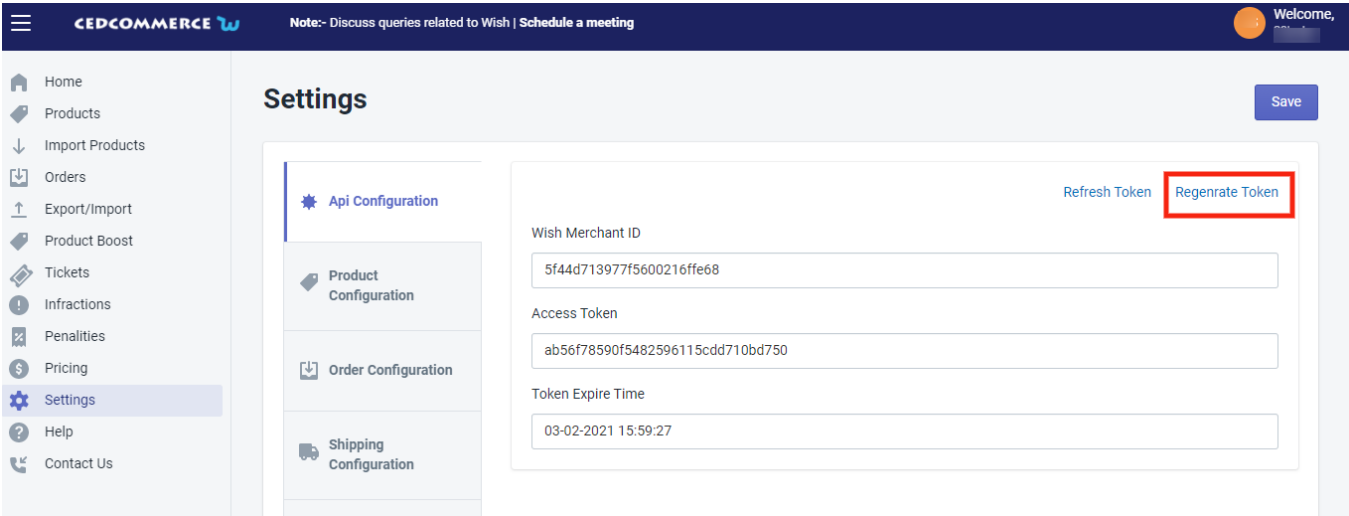 CEDCOMMERCE
Note:- Discuss queries related to Wish | Schedule a meeting
Welcome,
Home
Products
Import Products
Orders
Export/Import
Product Boost
Tickets
Infractions
Penalities
Pricing
Settings
Help
Contact Us
Settings
Save
Api Configuration
Product
Configuration
Order Configuration
Shipping
Configuration
Refresh Token
Regenrate Token
Wish Merchant ID
5f44d713977f5600216ffe68
Access Token
ab56f78590f5482596115cdd710bd750
Token Expire Time
03-02-2021 15:59:27